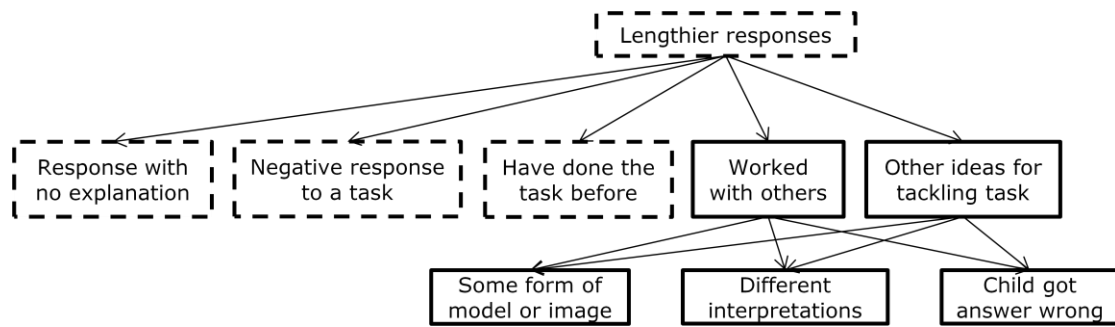 Lengthier responses
Response with
no explanation
Negative response
to a task
Have done the
task before
Worked
with others
Other ideas for
tackling task
Some form of
model or image
Different
interpretations
Child got
answer wrong